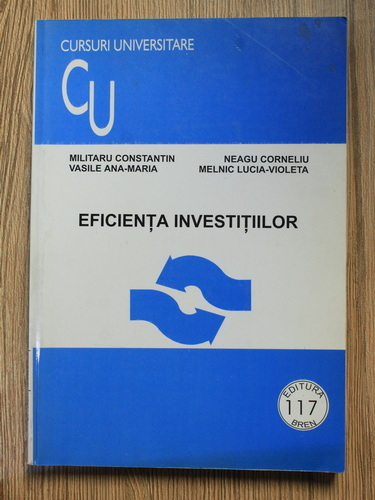 CURSURI UNIVERSITARE
CU
MILITARU CONSTANTIN
VASILE ANA-MARIA
NEAGU CORNELIU
MELNIC LUCIA-VIOLETA
EFICIENȚA INVESTIȚIILOR
EDITURA
117
BREN